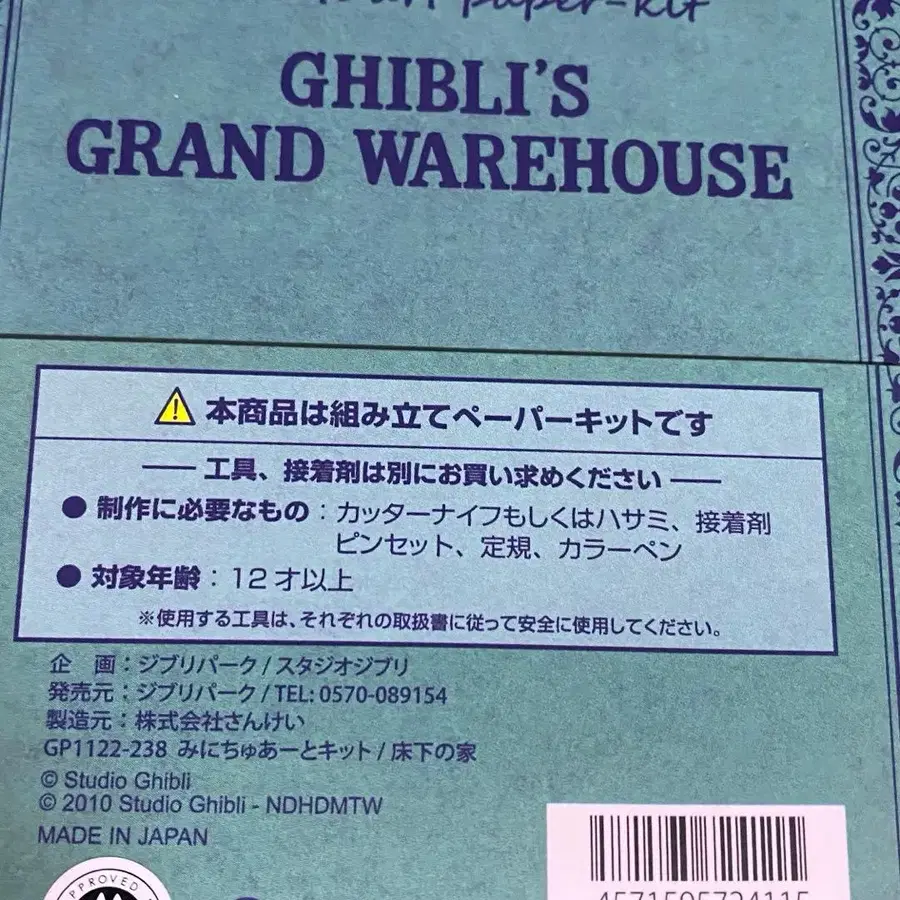 paper-kit
GHIBLI'S
GRAND WAREHOUSE
本商品は組み立てペーパーキットです
工具、接着剤は別にお買い求めください
● 制作に必要なもの：カッターナイフもしくはハサミ、接着剤
ピンセット、定規、カラーペン
● 対象年齢：12才以上
※使用する工具は、それぞれの取扱書に従って安全に使用してください。
企　画：ジブリパーク / スタジオジブリ
発売元：ジブリパーク / TEL: 0570-089154
製造元：株式会社さんけい
GP1122-238 みにちゅあーとキット / 床下の家
© Studio Ghibli
© 2010 Studio Ghibli - NDHDMTW
MADE IN JAPAN
APPROVED